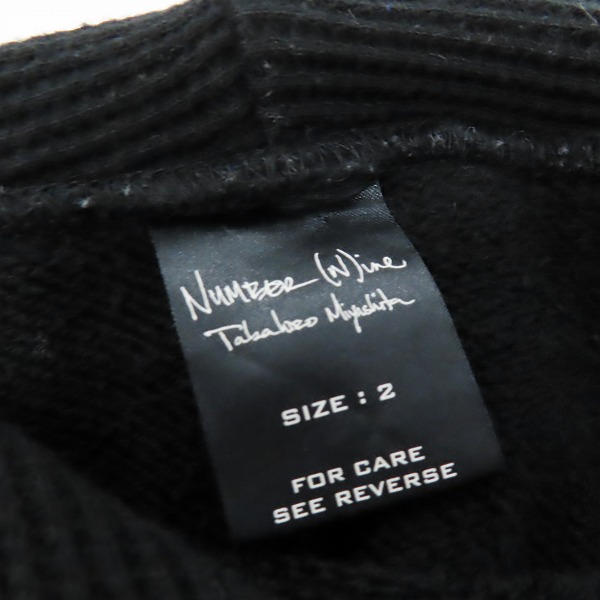 NUMBER (N)ine
Takahiro Miyashita
SIZE : 2
FOR CARE
SEE REVERSE